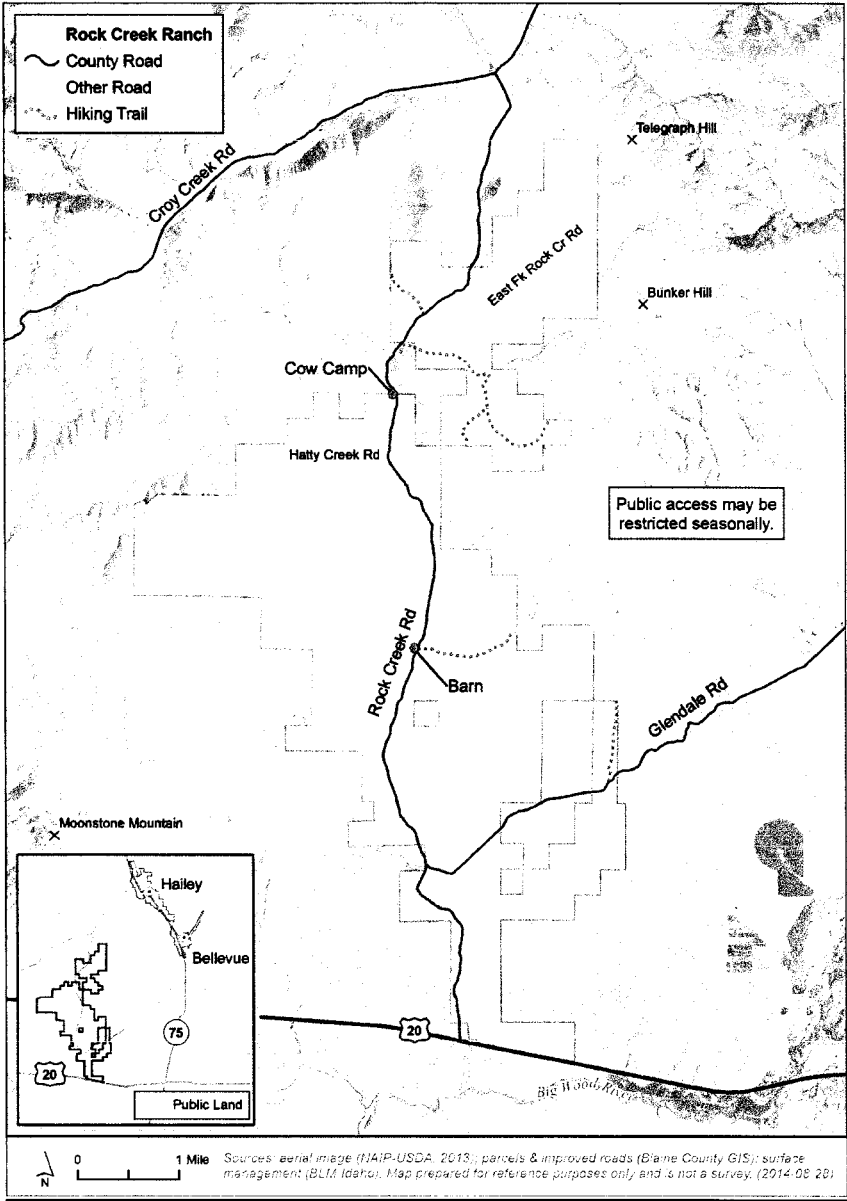 Rock Creek Ranch
County Road
Other Road
Hiking Trail
Telegraph Hill
Croy Creek Rd
East Fk Rock Cr Rd
Bunker Hill
Cow Camp
Hatty Creek Rd
Public access may be
restricted seasonally.
Rock Creek Rd
Barn
Glendale Rd
Moonstone Mountain
Hailey
Bellevue
75
20
20
Public Land
Big Wood River
N
0 1 Mile
Sources: aerial image (NAIP-USDA, 2013); parcels & improved roads (Blaine County GIS); surface
management (BLM Idaho). Map prepared for reference purposes only and is not a survey. (2014-08-28)